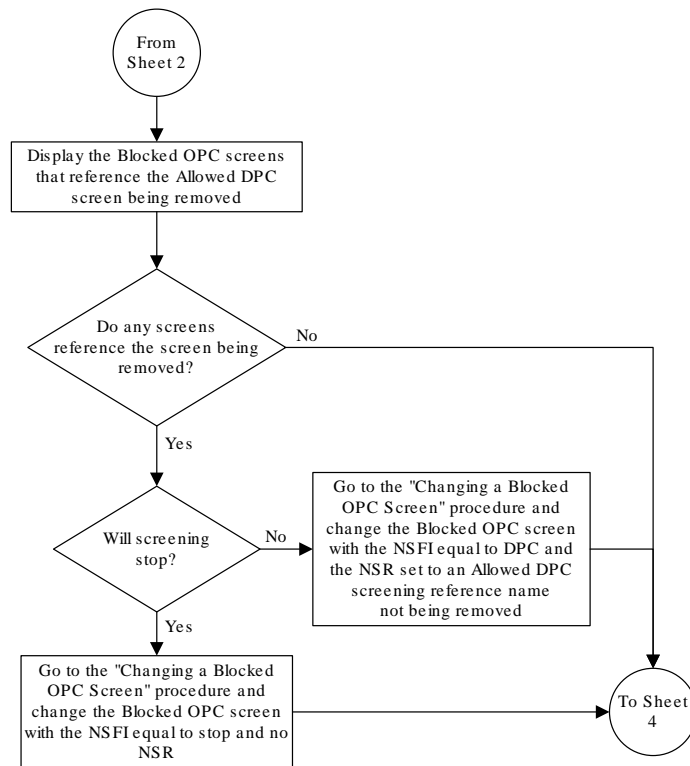 From
Sheet 2
Display the Blocked OPC screens
that reference the Allowed DPC
screen being removed
Do any screens
reference the screen being
removed?
No
Yes
Will screening
stop?
No
Go to the "Changing a Blocked
OPC Screen" procedure and
change the Blocked OPC screen
with the NSFI equal to DPC and
the NSR set to an Allowed DPC
screening reference name
not being removed
Yes
Go to the "Changing a Blocked
OPC Screen" procedure and
change the Blocked OPC screen
with the NSFI equal to stop and no
NSR
To Sheet
4